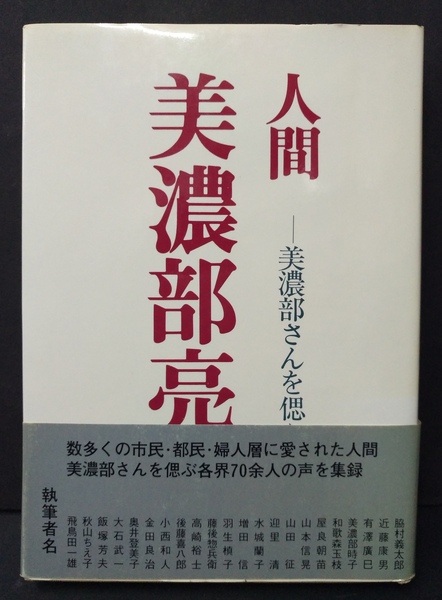 人間
美濃部亮
―美濃部さんを偲
数多くの市民・都民・婦人層に愛された人間
美濃部さんを偲ぶ各界70余人の声を集録
執筆者名
脇村義太郎
近藤康男
有澤廣巳
美濃部時子
和歌森玉枝
屋良朝苗
山本信晃
山田征
迎里清
水城蘭子
増田信
羽生槙子
藤後惣兵衛
高崎裕士
後藤喜八郎
小西和人
金田良治
奥井登美子
大石武一
飯塚芳夫
秋山ちえ子
飛鳥田一雄